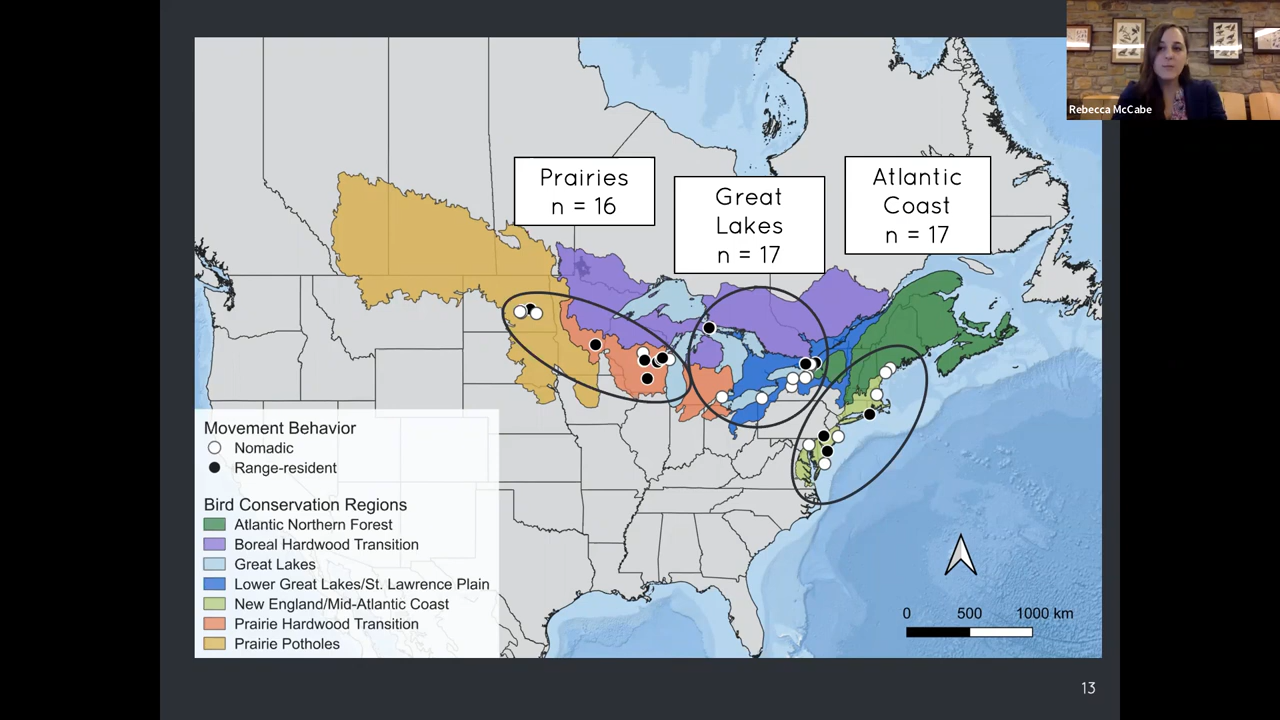 Rebecca McCabe
Prairies
n = 16
Great
Lakes
n = 17
Atlantic
Coast
n = 17
Movement Behavior
Nomadic
Range-resident
Bird Conservation Regions
Atlantic Northern Forest
Boreal Hardwood Transition
Great Lakes
Lower Great Lakes/St. Lawrence Plain
New England/Mid-Atlantic Coast
Prairie Hardwood Transition
Prairie Potholes
0 500 1000 km
13